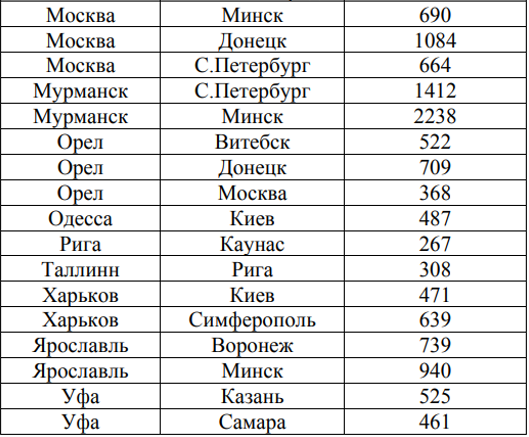 Москва Минск 690
Москва Донецк 1084
Москва С.Петербург 664
Мурманск С.Петербург 1412
Мурманск Минск 2238
Орел Витебск 522
Орел Донецк 709
Орел Москва 368
Одесса Киев 487
Рига Каунас 267
Таллинн Рига 308
Харьков Киев 471
Харьков Симферополь 639
Ярославль Воронеж 739
Ярославль Минск 940
Уфа Казань 525
Уфа Самара 461